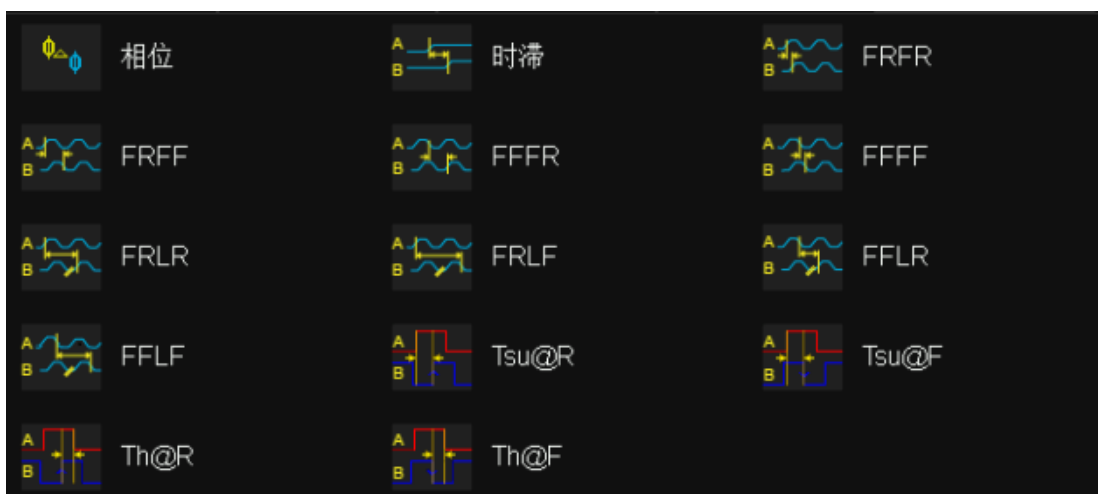 相位 时滞 FRFR
FRFF FFFR FFFF
FRLR FRLF FFLR
FFLF Tsu@R Tsu@F
Th@R Th@F